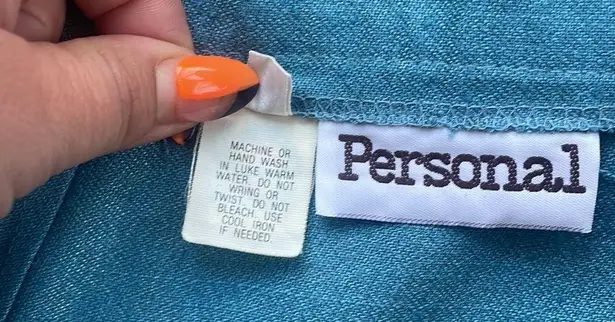 MACHINE OR
HAND WASH
IN LUKE WARM
WATER. DO NOT
WRING OR
TWIST. DO NOT
BLEACH. USE
COOL IRON
IF NEEDED.
Personal